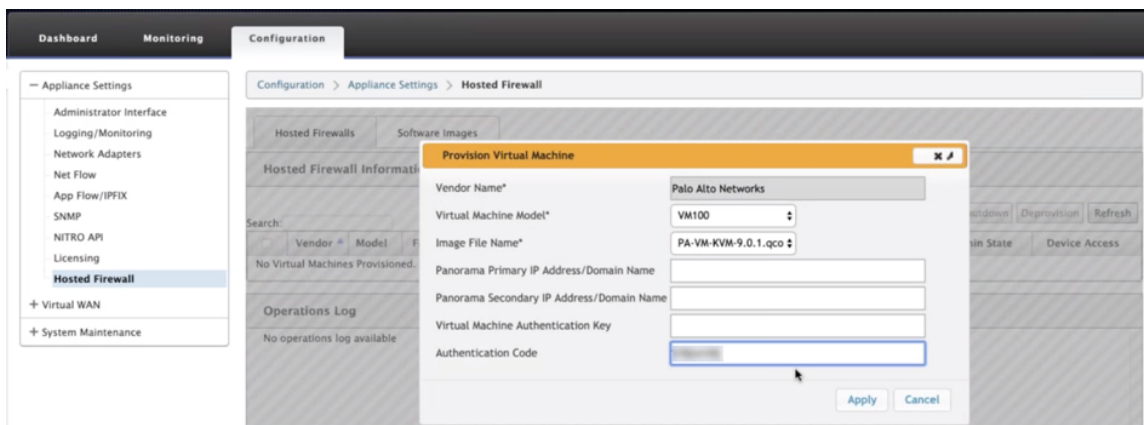 Dashboard Monitoring Configuration
— Appliance Settings
Administrator Interface
Logging/Monitoring
Network Adapters
Net Flow
App Flow/IPFIX
SNMP
NITRO API
Licensing
Hosted Firewall
+ Virtual WAN
+ System Maintenance
Configuration > Appliance Settings > Hosted Firewall
Hosted Firewalls Software Images
Hosted Firewall Informati
Search:
Deprovision Refresh
Vendor Model
Device Access
No Virtual Machines Provisioned.
Operations Log
No operations log available
Provision Virtual Machine
Vendor Name* Palo Alto Networks
Virtual Machine Model* VM100
Image File Name* PA-VM-KVM-9.0.1.qco
Panorama Primary IP Address/Domain Name
Panorama Secondary IP Address/Domain Name
Virtual Machine Authentication Key
Authentication Code
Apply Cancel